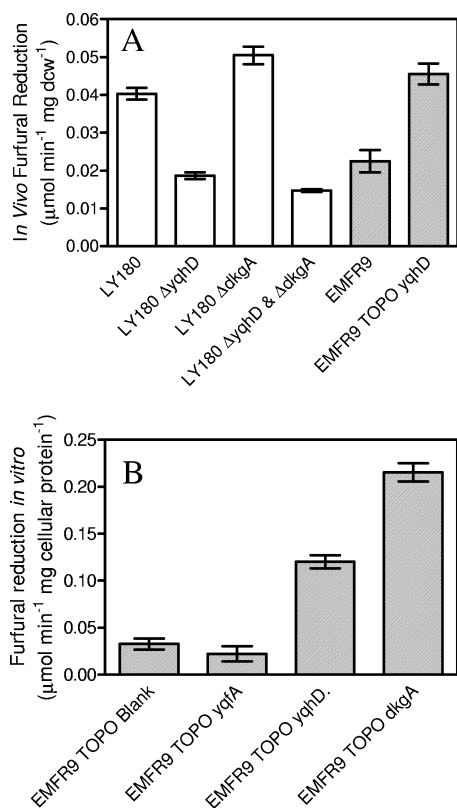 A
In Vivo Furfural Reduction
(μmol min⁻¹ mg dcw⁻¹)
0.06
0.05
0.04
0.03
0.02
0.01
0.00
LY180
LY180 ΔyqhD
LY180 ΔdkgA
LY180 ΔyqhD & ΔdkgA
EMFR9
EMFR9 TOPO yqhD
B
Furfural reduction in vitro
(μmol min⁻¹ mg cellular protein⁻¹)
0.25
0.20
0.15
0.10
0.05
0.00
EMFR9 TOPO Blank
EMFR9 TOPO yqfA
EMFR9 TOPO yqhD.
EMFR9 TOPO dkgA